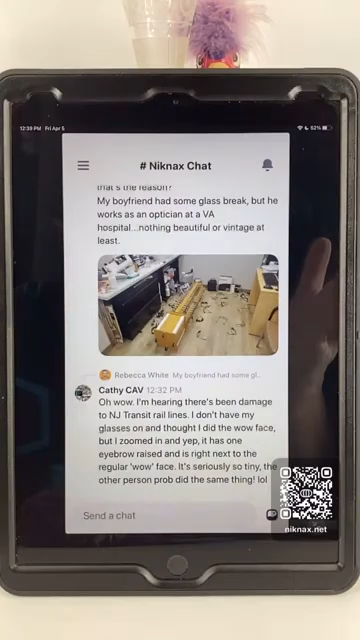 12:39 PM Fri Apr 5
52%
# Niknax Chat
that's the reason?
My boyfriend had some glass break, but he
works as an optician at a VA
hospital...nothing beautiful or vintage at
least.
Rebecca White My boyfriend had some gl...
Cathy CAV 12:32 PM
Oh wow. I'm hearing there's been damage
to NJ Transit rail lines. I don't have my
glasses on and thought I did the wow face,
but I zoomed in and yep, it has one
eyebrow raised and is right next to the
regular 'wow' face. It's seriously so tiny, the
other person prob did the same thing! lol
Send a chat
niknax.net